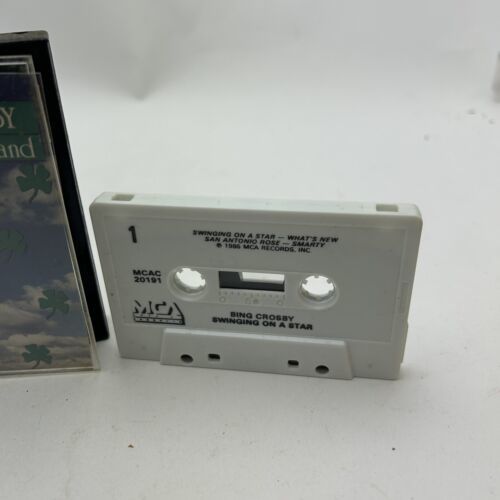 and
1
SWINGING ON A STAR — WHAT'S NEW
SAN ANTONIO ROSE — SMARTY
℗ 1986 MCA RECORDS, INC.
MCAC
20191
MCA
BING CROSBY
SWINGING ON A STAR